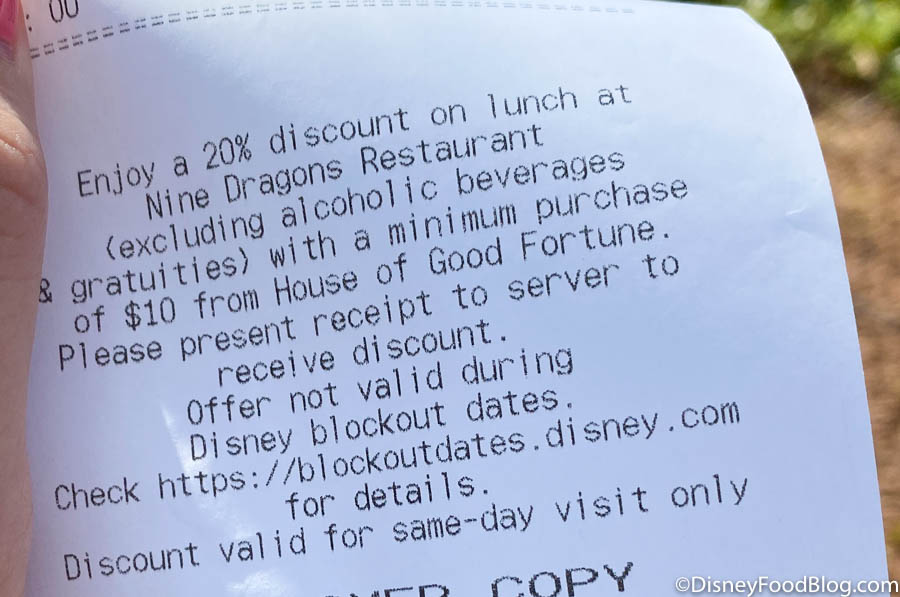 : 00
Enjoy a 20% discount on lunch at
Nine Dragons Restaurant
(excluding alcoholic beverages
& gratuities) with a minimum purchase
of $10 from House of Good Fortune.
Please present receipt to server to
receive discount.
Offer not valid during
Disney blockout dates.
Check https://blockoutdates.disney.com
for details.
Discount valid for same-day visit only
COPY
©DisneyFoodBlog.com